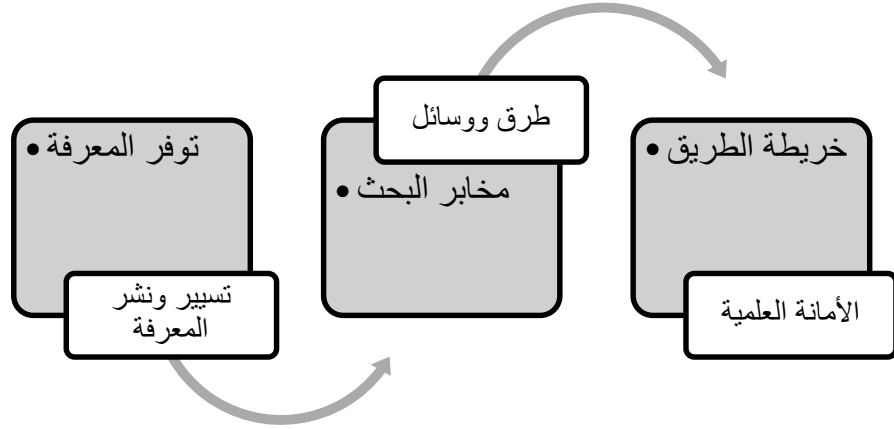 توفر المعرفة •
تسيير ونشر
المعرفة
طرق ووسائل
مخابر البحث •
خريطة الطريق •
الأمانة العلمية